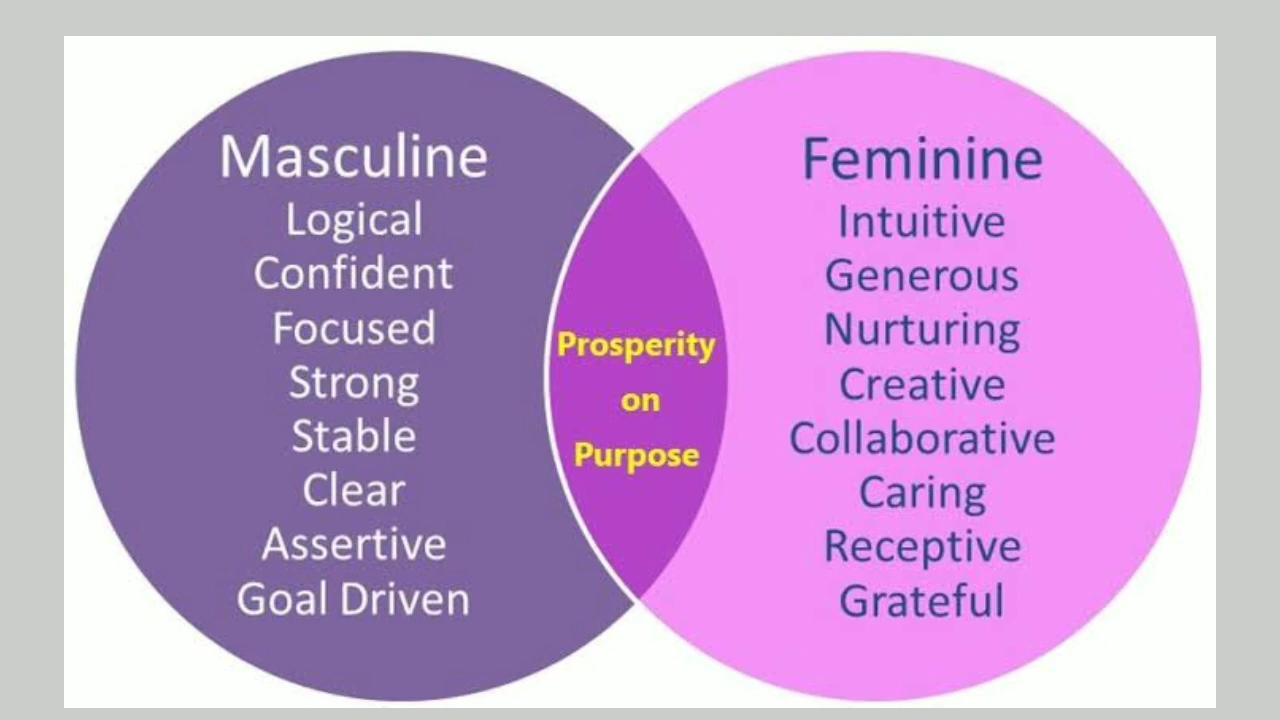 Masculine
Logical
Confident
Focused
Strong
Stable
Clear
Assertive
Goal Driven
Prosperity
on
Purpose
Feminine
Intuitive
Generous
Nurturing
Creative
Collaborative
Caring
Receptive
Grateful